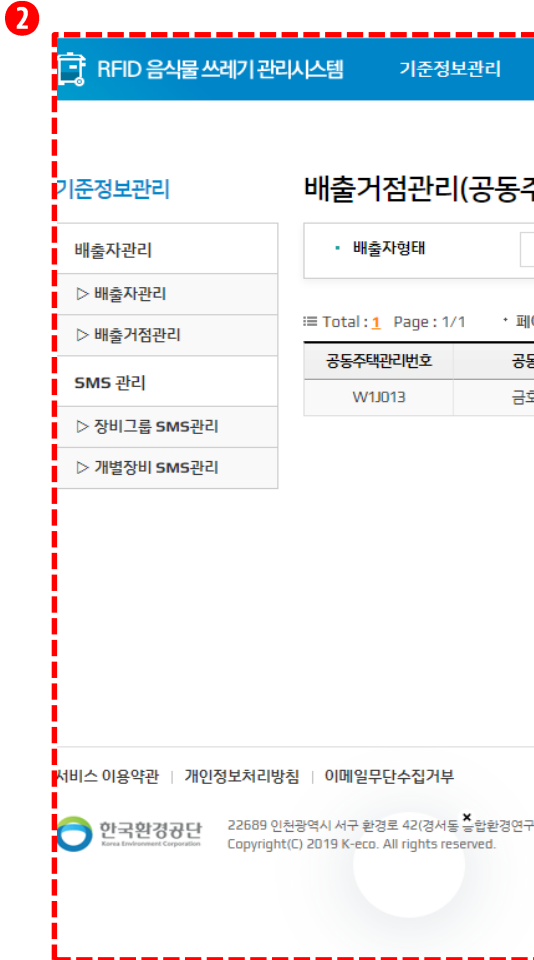 2
RFID 음식물 쓰레기 관리시스템 기준정보관리
기준정보관리
배출거점관리(공동
배출자관리
• 배출자형태
▷ 배출자관리
▷ 배출거점관리
Total : 1 Page : 1/1
공동주택관리번호
SMS 관리
W1J013
▷ 장비그룹 SMS관리
▷ 개별장비 SMS관리
서비스 이용약관 | 개인정보처리방침 | 이메일무단수집거부
한국환경공단
Korea Environment Corporation
22689 인천광역시 서구 환경로 42(경서동 종합환경연구
Copyright(C) 2019 K-eco. All rights reserved.